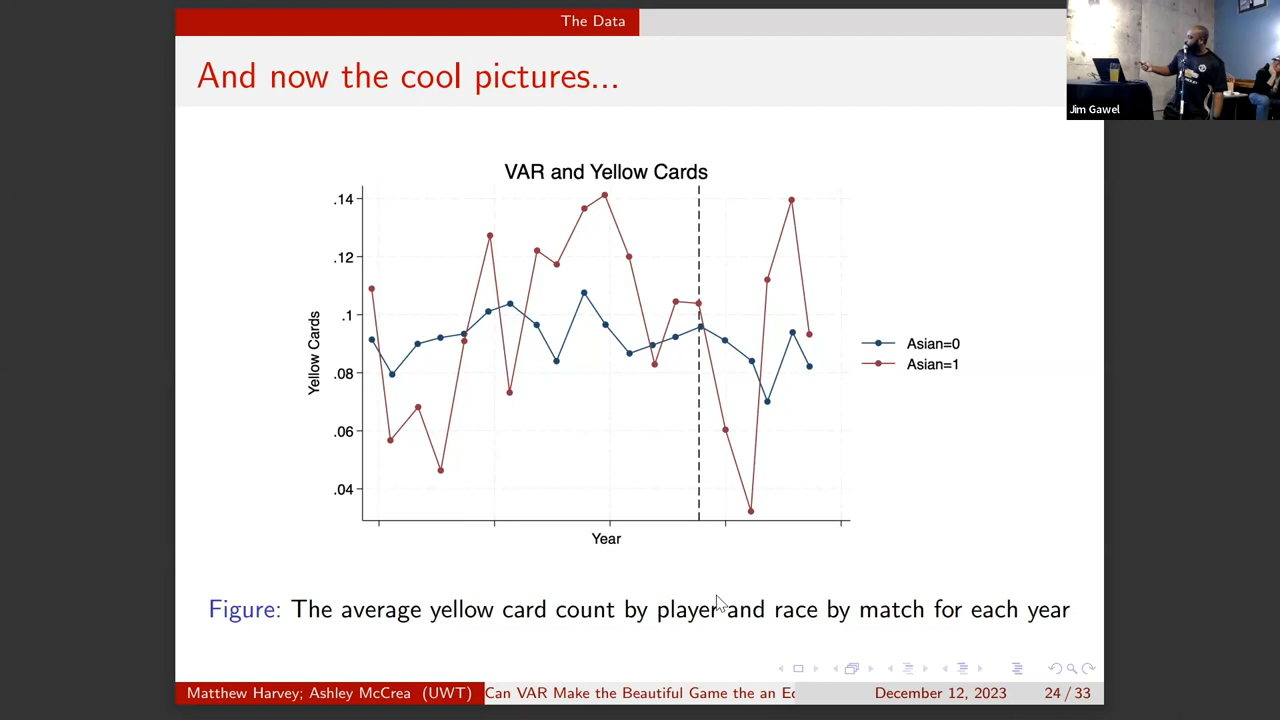 The Data
And now the cool pictures...
Jim Gawel
VAR and Yellow Cards
.14
.12
.1
.08
.06
.04
Yellow Cards
Year
Asian=0
Asian=1
Figure: The average yellow card count by player and race by match for each year
Matthew Harvey; Ashley McCrea (UWT)
Can VAR Make the Beautiful Game the an Ec
December 12, 2023
24 / 33